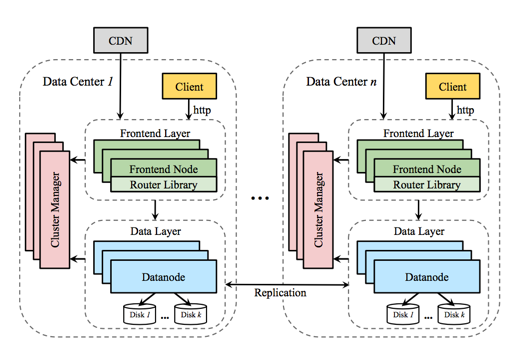 CDN
CDN
Data Center 1
Client
http
Data Center n
Client
http
Frontend Layer
Frontend Node
Router Library
Cluster Manager
Frontend Layer
Frontend Node
Router Library
Cluster Manager
...
Data Layer
Datanode
Data Layer
Datanode
Replication
Disk 1
...
Disk k
Disk 1
...
Disk k